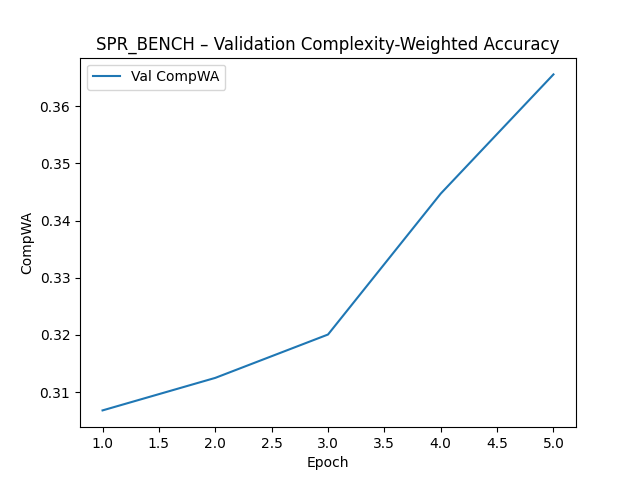 SPR_BENCH – Validation Complexity-Weighted Accuracy
Val CompWA
CompWA
0.36
0.35
0.34
0.33
0.32
0.31
1.0 1.5 2.0 2.5 3.0 3.5 4.0 4.5 5.0
Epoch